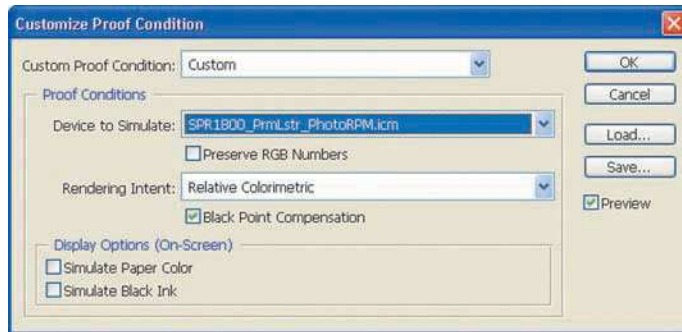 Customize Proof Condition
Custom Proof Condition: Custom
OK
Proof Conditions
Cancel
Device to Simulate: SPR1800_PrmLstr_PhotoRPM.icm
Load...
Preserve RGB Numbers
Save...
Rendering Intent: Relative Colorimetric
Preview
Black Point Compensation
Display Options (On-Screen)
Simulate Paper Color
Simulate Black Ink